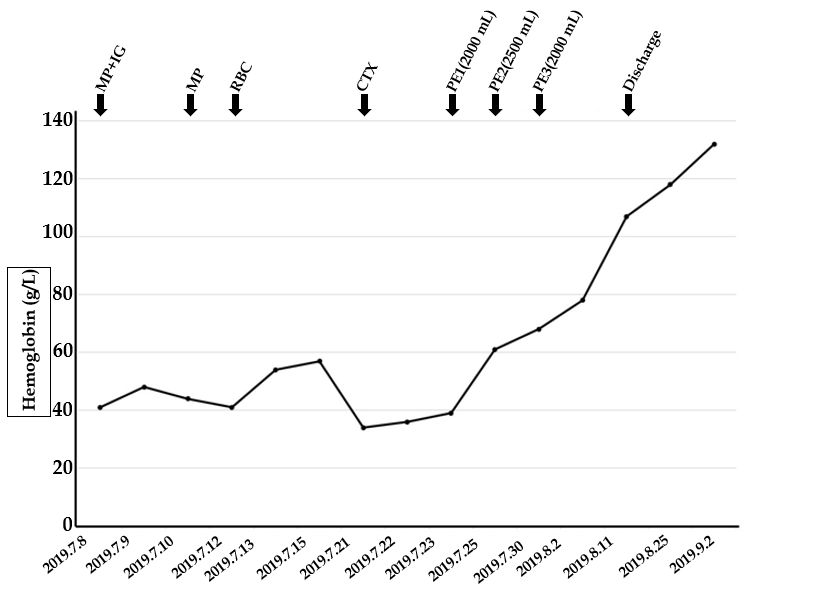 MP+IG
MP
RBC
CTX
PE1(2000 mL)
PE2(2500 mL)
PE3(2000 mL)
Discharge
140
120
100
80
60
40
20
0
Hemoglobin (g/L)
2019.7.8
2019.7.9
2019.7.10
2019.7.12
2019.7.13
2019.7.15
2019.7.21
2019.7.22
2019.7.23
2019.7.25
2019.7.30
2019.8.2
2019.8.11
2019.8.25
2019.9.2